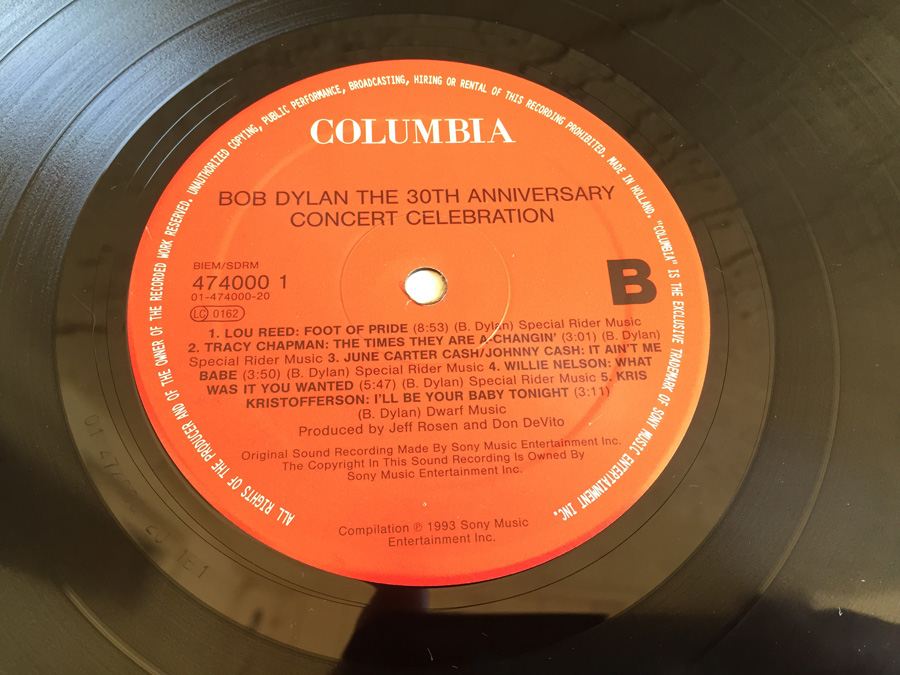 ALL RIGHTS OF THE PRODUCER AND OF THE OWNER OF THE RECORDED WORK RESERVED. UNAUTHORIZED COPYING, PUBLIC PERFORMANCE, BROADCASTING, HIRING OR RENTAL OF THIS RECORDING PROHIBITED. MADE IN HOLLAND. "COLUMBIA" IS THE EXCLUSIVE TRADEMARK OF SONY MUSIC ENTERTAINMENT INC.
COLUMBIA
BOB DYLAN THE 30TH ANNIVERSARY
CONCERT CELEBRATION
BIEM/SDRM
474000 1
01-474000-20
LC 0162
B
1. LOU REED: FOOT OF PRIDE (8:53) (B. Dylan) Special Rider Music
2. TRACY CHAPMAN: THE TIMES THEY ARE A-CHANGIN' (3:01) (B. Dylan)
Special Rider Music 3. JUNE CARTER CASH/JOHNNY CASH: IT AIN'T ME
BABE (3:50) (B. Dylan) Special Rider Music 4. WILLIE NELSON: WHAT
WAS IT YOU WANTED (5:47) (B. Dylan) Special Rider Music 5. KRIS
KRISTOFFERSON: I'LL BE YOUR BABY TONIGHT (3:11)
(B. Dylan) Dwarf Music
Produced by Jeff Rosen and Don DeVito
Original Sound Recording Made By Sony Music Entertainment Inc.
The Copyright In This Sound Recording Is Owned By
Sony Music Entertainment Inc.
Compilation ℗ 1993 Sony Music
Entertainment Inc.